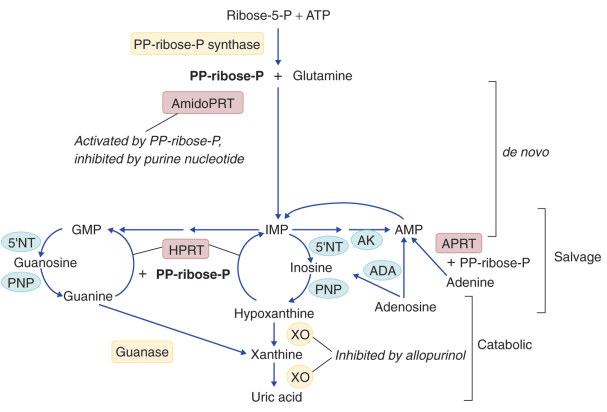 Ribose-5-P + ATP
PP-ribose-P synthase
PP-ribose-P + Glutamine
AmidoPRT
Activated by PP-ribose-P,
inhibited by purine nucleotide
de novo
GMP
IMP
AMP
5'NT
HPRT
5'NT
AK
APRT
+ PP-ribose-P
Salvage
Guanosine
+ PP-ribose-P
Inosine
ADA
PNP
PNP
Adenine
Guanine
Hypoxanthine
Adenosine
XO
Guanase
Xanthine
Inhibited by allopurinol
Catabolic
XO
Uric acid